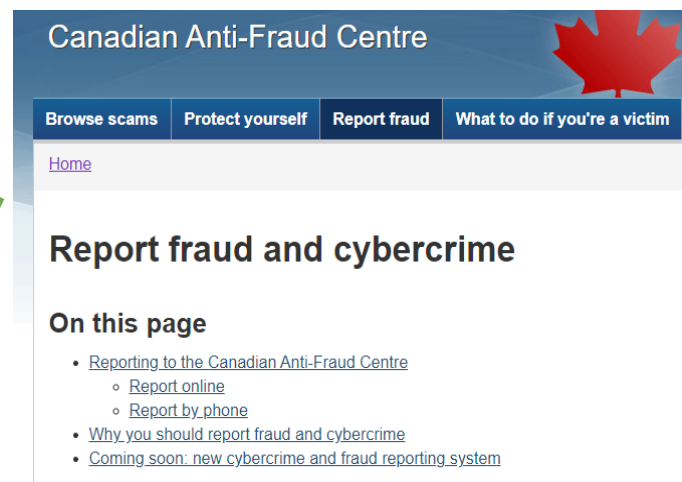 Canadian Anti-Fraud Centre
Browse scams Protect yourself Report fraud What to do if you're a victim
Home
Report fraud and cybercrime
On this page
Reporting to the Canadian Anti-Fraud Centre
Report online
Report by phone
Why you should report fraud and cybercrime
Coming soon: new cybercrime and fraud reporting system